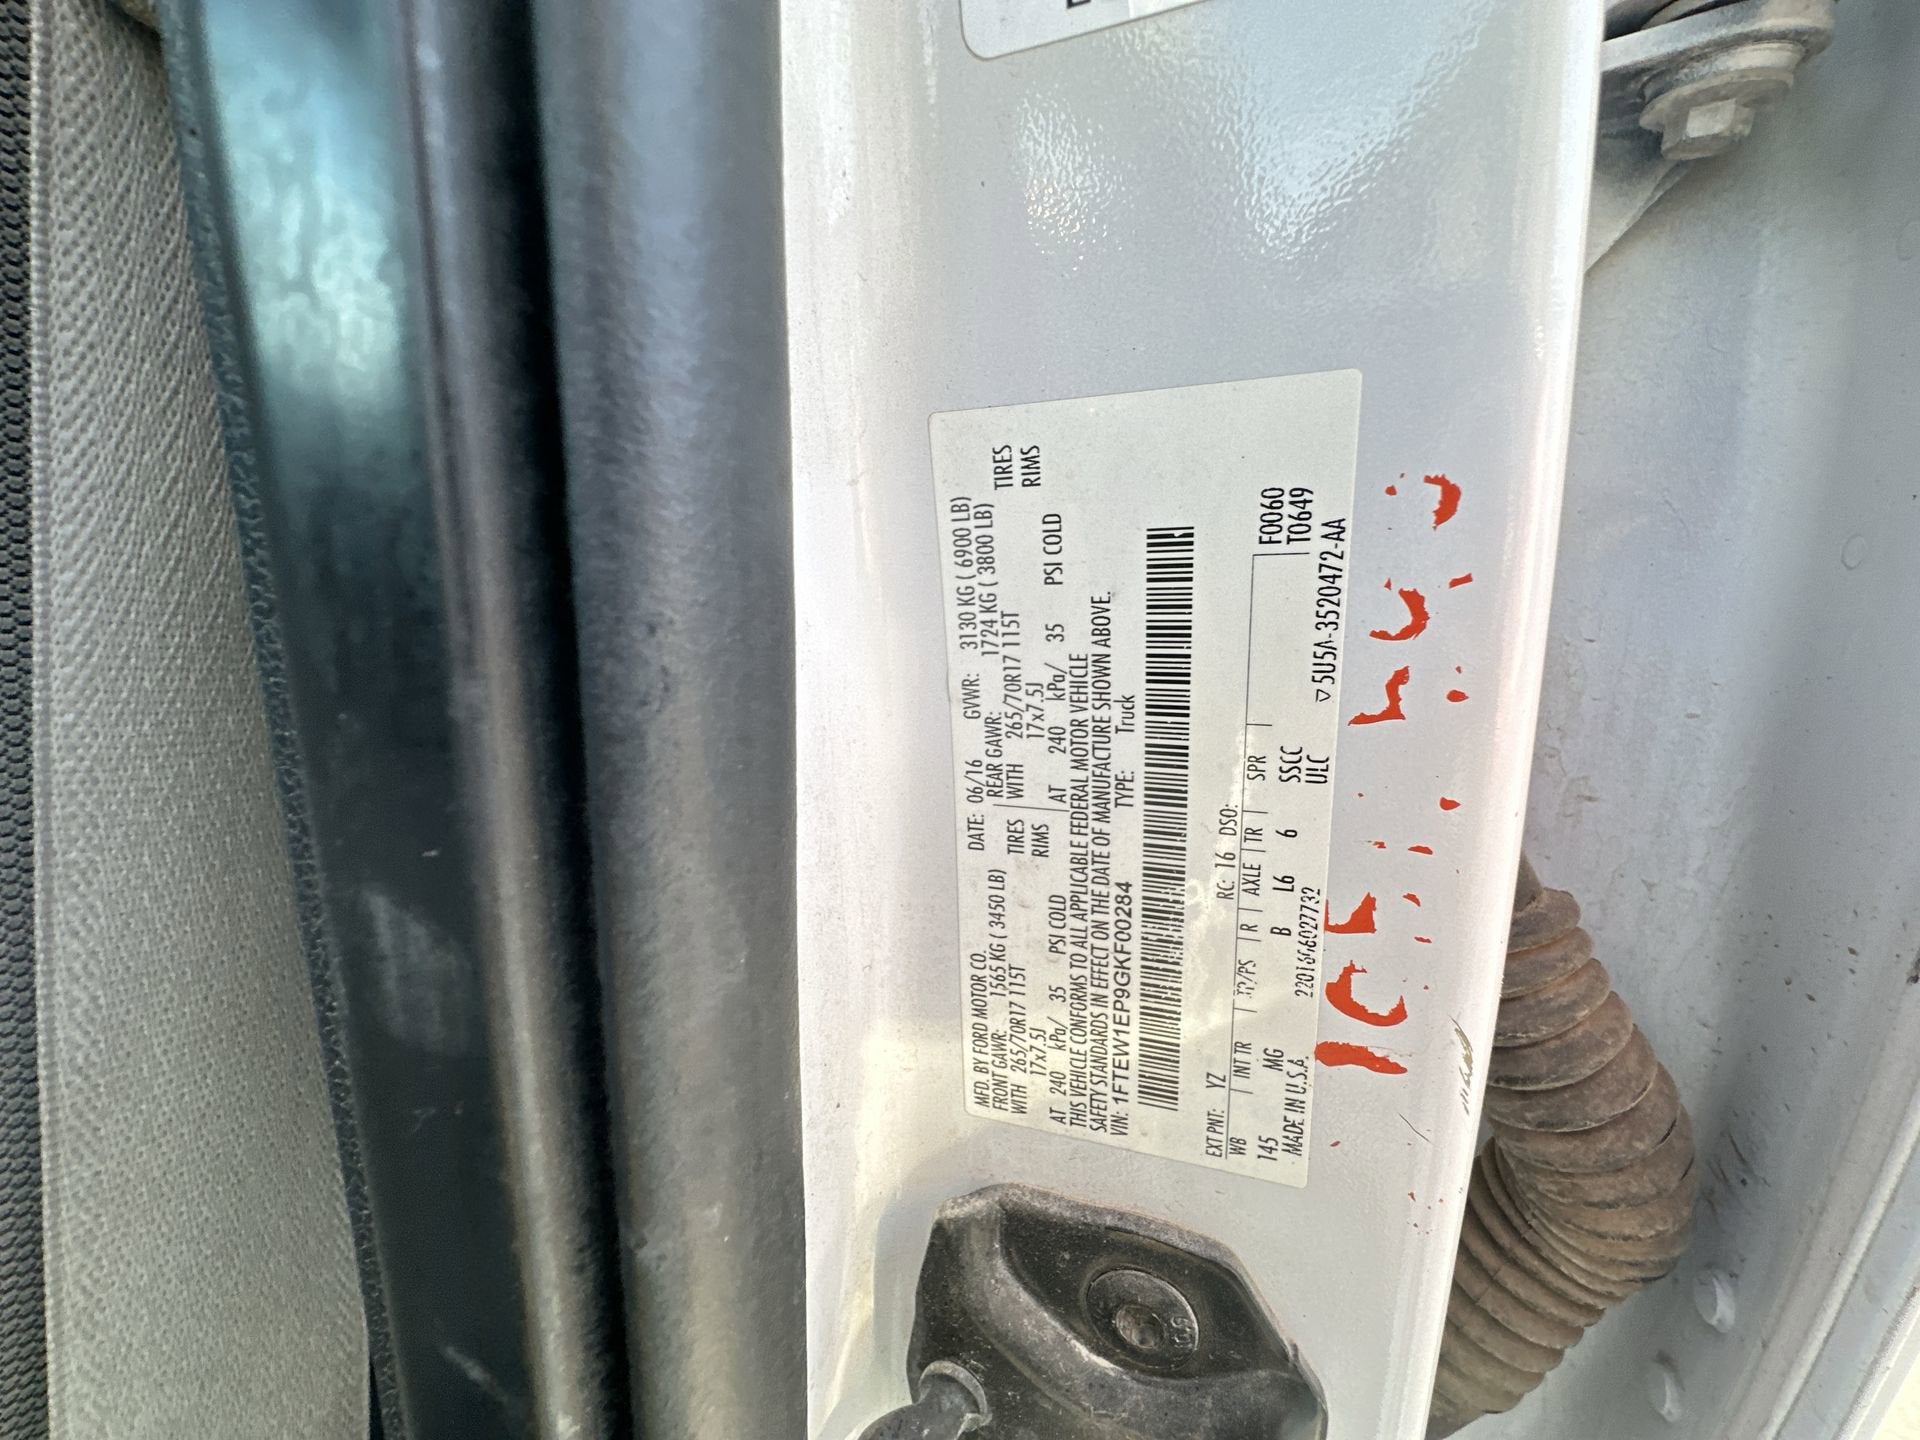 MFD. BY FORD MOTOR CO. DATE: 06/16 GVWR: 3130 KG ( 6900 LB)
FRONT GAWR: 1565 KG ( 3450 LB) REAR GAWR: 1724 KG ( 3800 LB)
WITH 265/70R17 115T TIRES WITH 265/70R17 115T TIRES
17x7.5J RIMS 17x7.5J RIMS
AT 240 kPa/ 35 PSI COLD AT 240 kPa/ 35 PSI COLD
THIS VEHICLE CONFORMS TO ALL APPLICABLE FEDERAL MOTOR VEHICLE
SAFETY STANDARDS IN EFFECT ON THE DATE OF MANUFACTURE SHOWN ABOVE.
VIN: 1FTEW1EP9GKF00284 TYPE: Truck
EXT PNT: YZ RC: 16 DSO:
WB INT TR TP/PS R AXLE TR SPR F0060
145 MG B L6 6 SSCC T0649
MADE IN U.S.A. 2201666027732 ULC ▽5U5A-3520472-AA